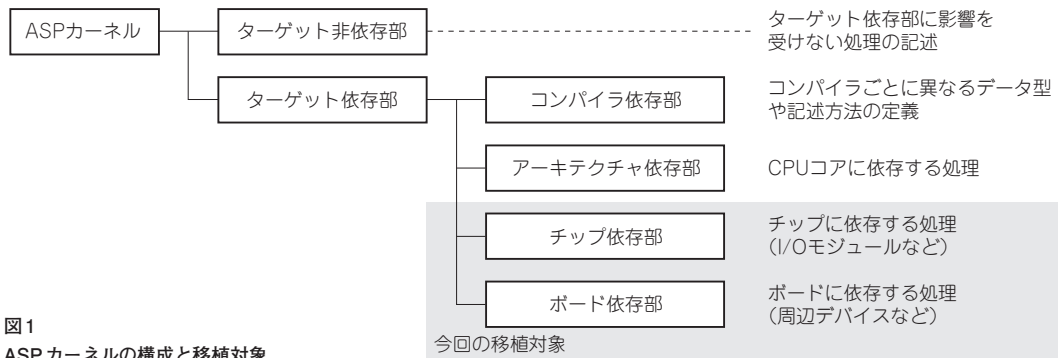 ASPカーネル
ターゲット非依存部
ターゲット依存部に影響を
受けない処理の記述
ターゲット依存部
コンパイラ依存部
コンパイラごとに異なるデータ型
や記述方法の定義
アーキテクチャ依存部
CPUコアに依存する処理
チップ依存部
チップに依存する処理
(I/Oモジュールなど)
ボード依存部
ボードに依存する処理
(周辺デバイスなど)
今回の移植対象
図1
ASPカーネルの構成と移植対象